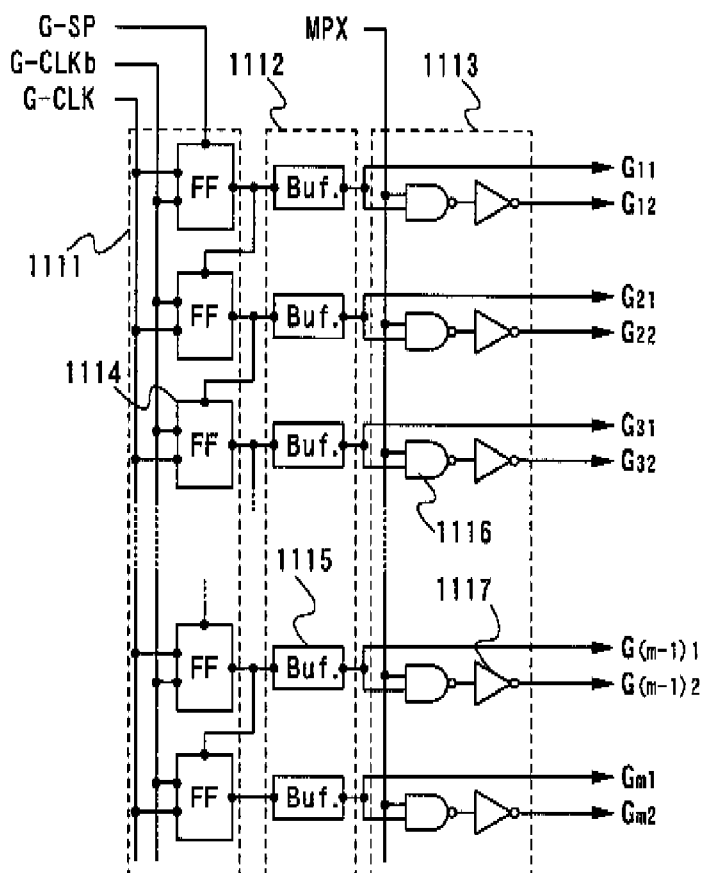 G-SP
MPX
G-CLKb
1112
1113
G-CLK
FF
Buf.
G11
G12
1111
FF
Buf.
G21
G22
1114
FF
Buf.
G31
G32
1116
1115
1117
FF
Buf.
G(m-1)1
G(m-1)2
FF
Buf.
Gm1
Gm2